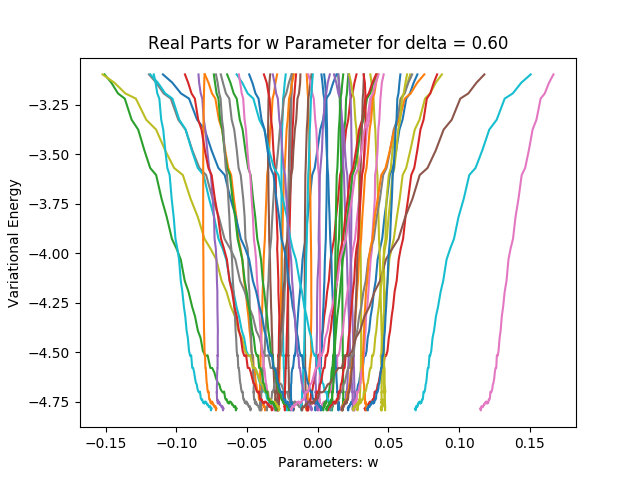 Real Parts for w Parameter for delta = 0.60
Variational Energy
−3.25
−3.50
−3.75
−4.00
−4.25
−4.50
−4.75
−0.15 −0.10 −0.05 0.00 0.05 0.10 0.15
Parameters: w